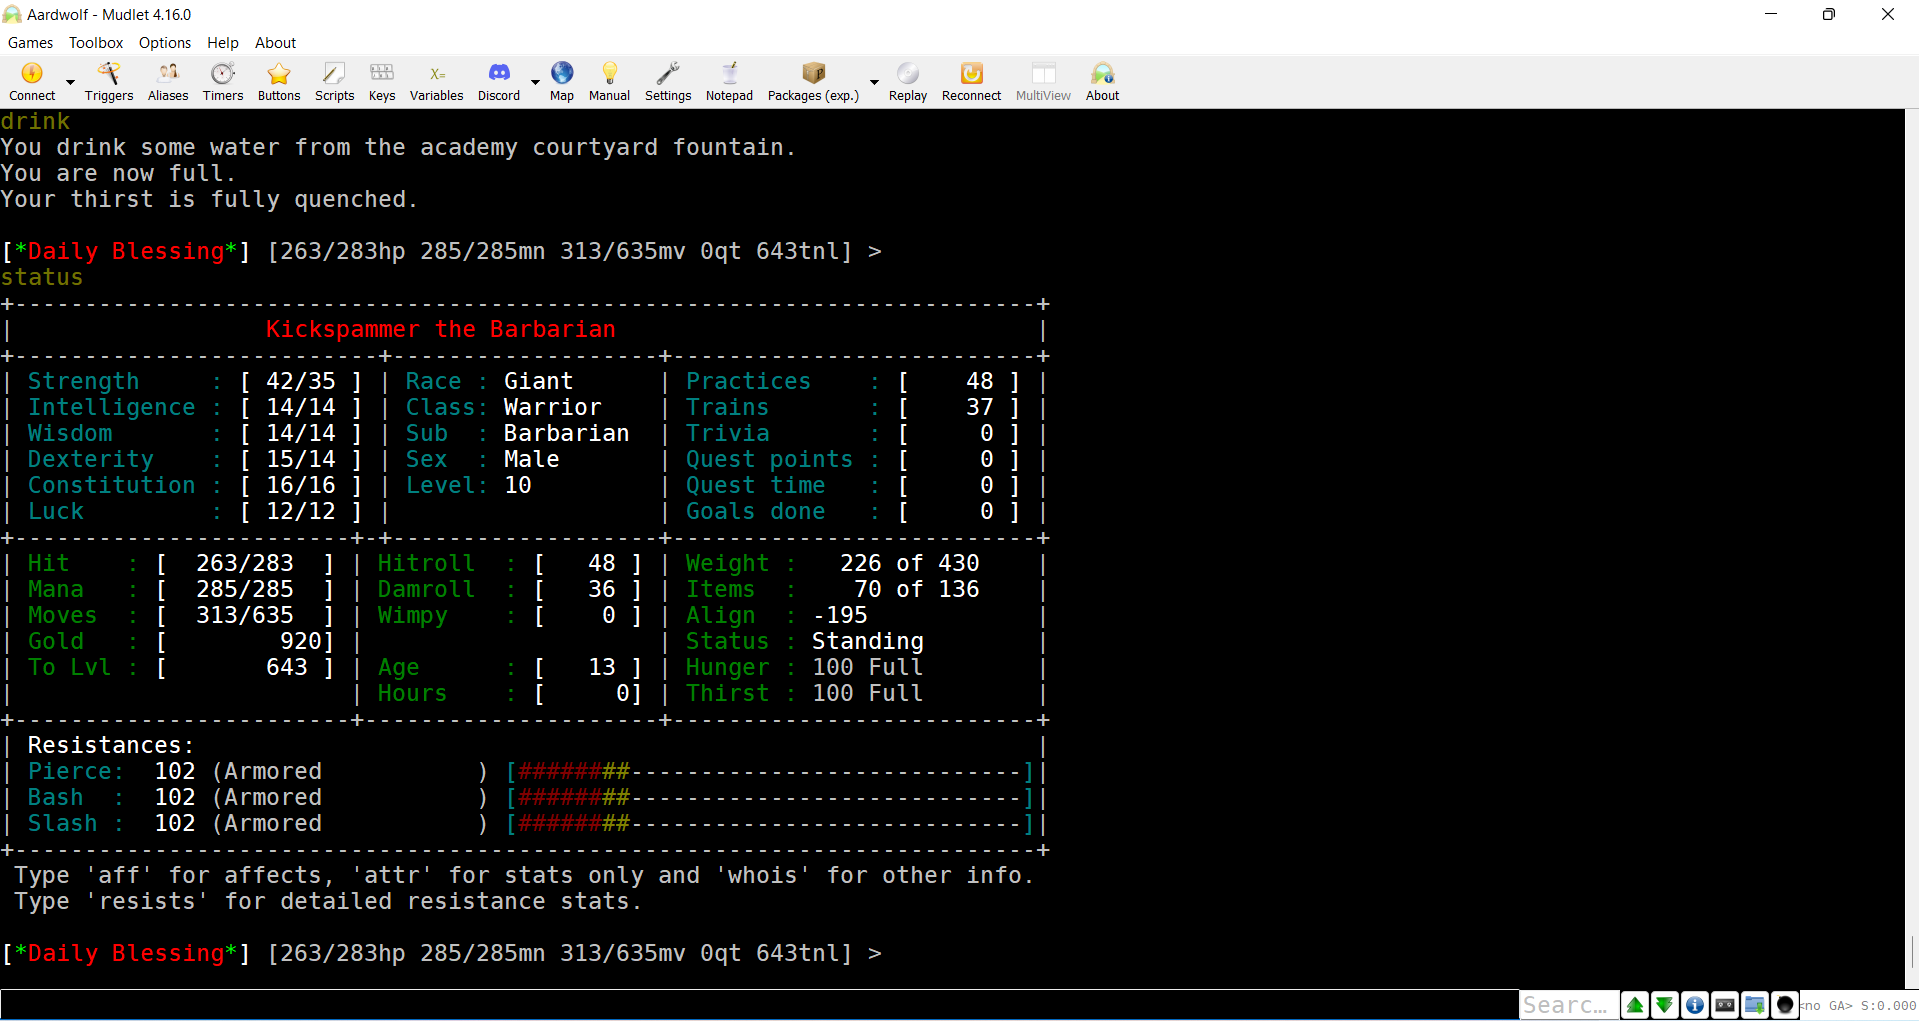 Aardwolf - Mudlet 4.16.0
Games Toolbox Options Help About
Connect Triggers Aliases Timers Buttons Scripts Keys Variables Discord Map Manual Settings Notepad Packages (exp.) Replay Reconnect MultiView About
drink
You drink some water from the academy courtyard fountain.
You are now full.
Your thirst is fully quenched.
[*Daily Blessing*] [263/283hp 285/285mn 313/635mv 0qt 643tnl] >
status
+-------------------------------------------------------------------------+
| Kickspammer the Barbarian |
+--------------------------+-------------------+--------------------------+
| Strength : [ 42/35 ] | Race : Giant | Practices : [ 48 ] |
| Intelligence : [ 14/14 ] | Class: Warrior | Trains : [ 37 ] |
| Wisdom : [ 14/14 ] | Sub : Barbarian | Trivia : [ 0 ] |
| Dexterity : [ 15/14 ] | Sex : Male | Quest points : [ 0 ] |
| Constitution : [ 16/16 ] | Level: 10 | Quest time : [ 0 ] |
| Luck : [ 12/12 ] | | Goals done : [ 0 ] |
+------------------------+-+-------------------+--------------------------+
| Hit : [ 263/283 ] | Hitroll : [ 48 ] | Weight : 226 of 430 |
| Mana : [ 285/285 ] | Damroll : [ 36 ] | Items : 70 of 136 |
| Moves : [ 313/635 ] | Wimpy : [ 0 ] | Align : -195 |
| Gold : [ 920] | | Status : Standing |
| To Lvl : [ 643 ] | Age : [ 13 ] | Hunger : 100 Full |
| | Hours : [ 0] | Thirst : 100 Full |
+------------------------+---------------------+--------------------------+
| Resistances: |
| Pierce: 102 (Armored ) [########----------------------------]|
| Bash : 102 (Armored ) [########----------------------------]|
| Slash : 102 (Armored ) [########----------------------------]|
+-------------------------------------------------------------------------+
Type 'aff' for affects, 'attr' for stats only and 'whois' for other info.
Type 'resists' for detailed resistance stats.
[*Daily Blessing*] [263/283hp 285/285mn 313/635mv 0qt 643tnl] >
Searc... <no GA> S:0.000